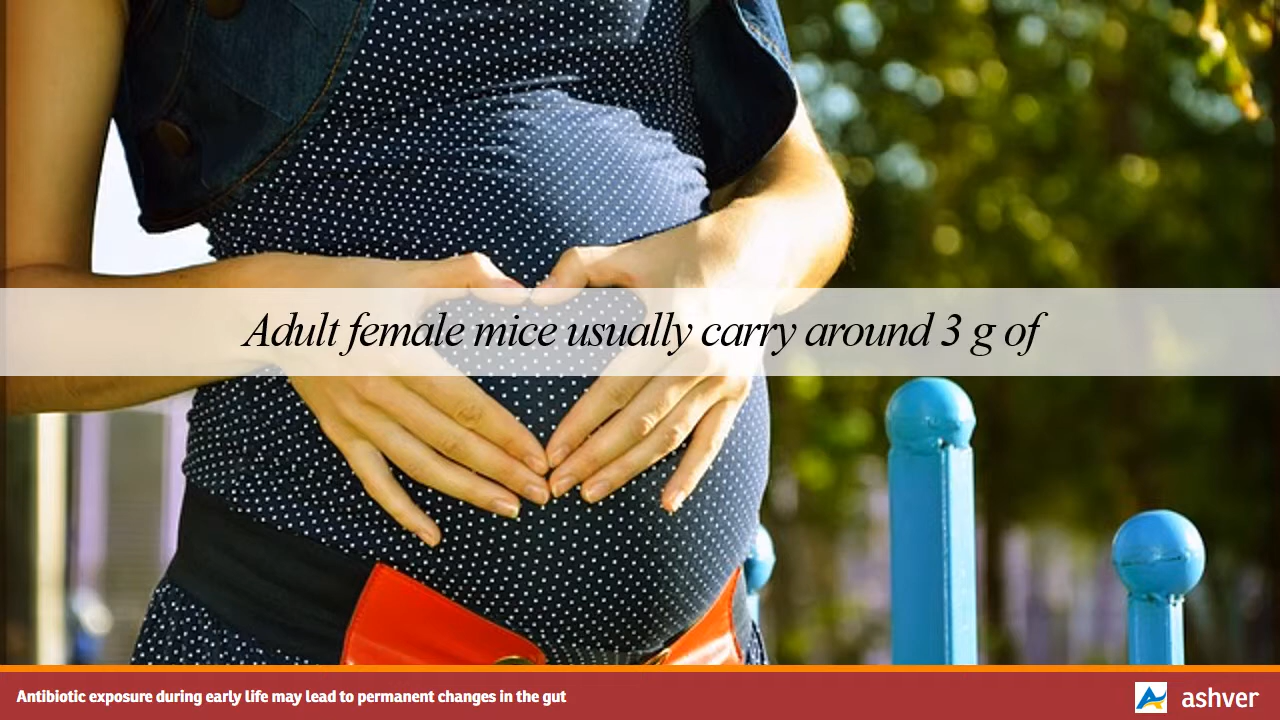 Adult female mice usually carry around 3 g of
Antibiotic exposure during early life may lead to permanent changes in the gut
ashver